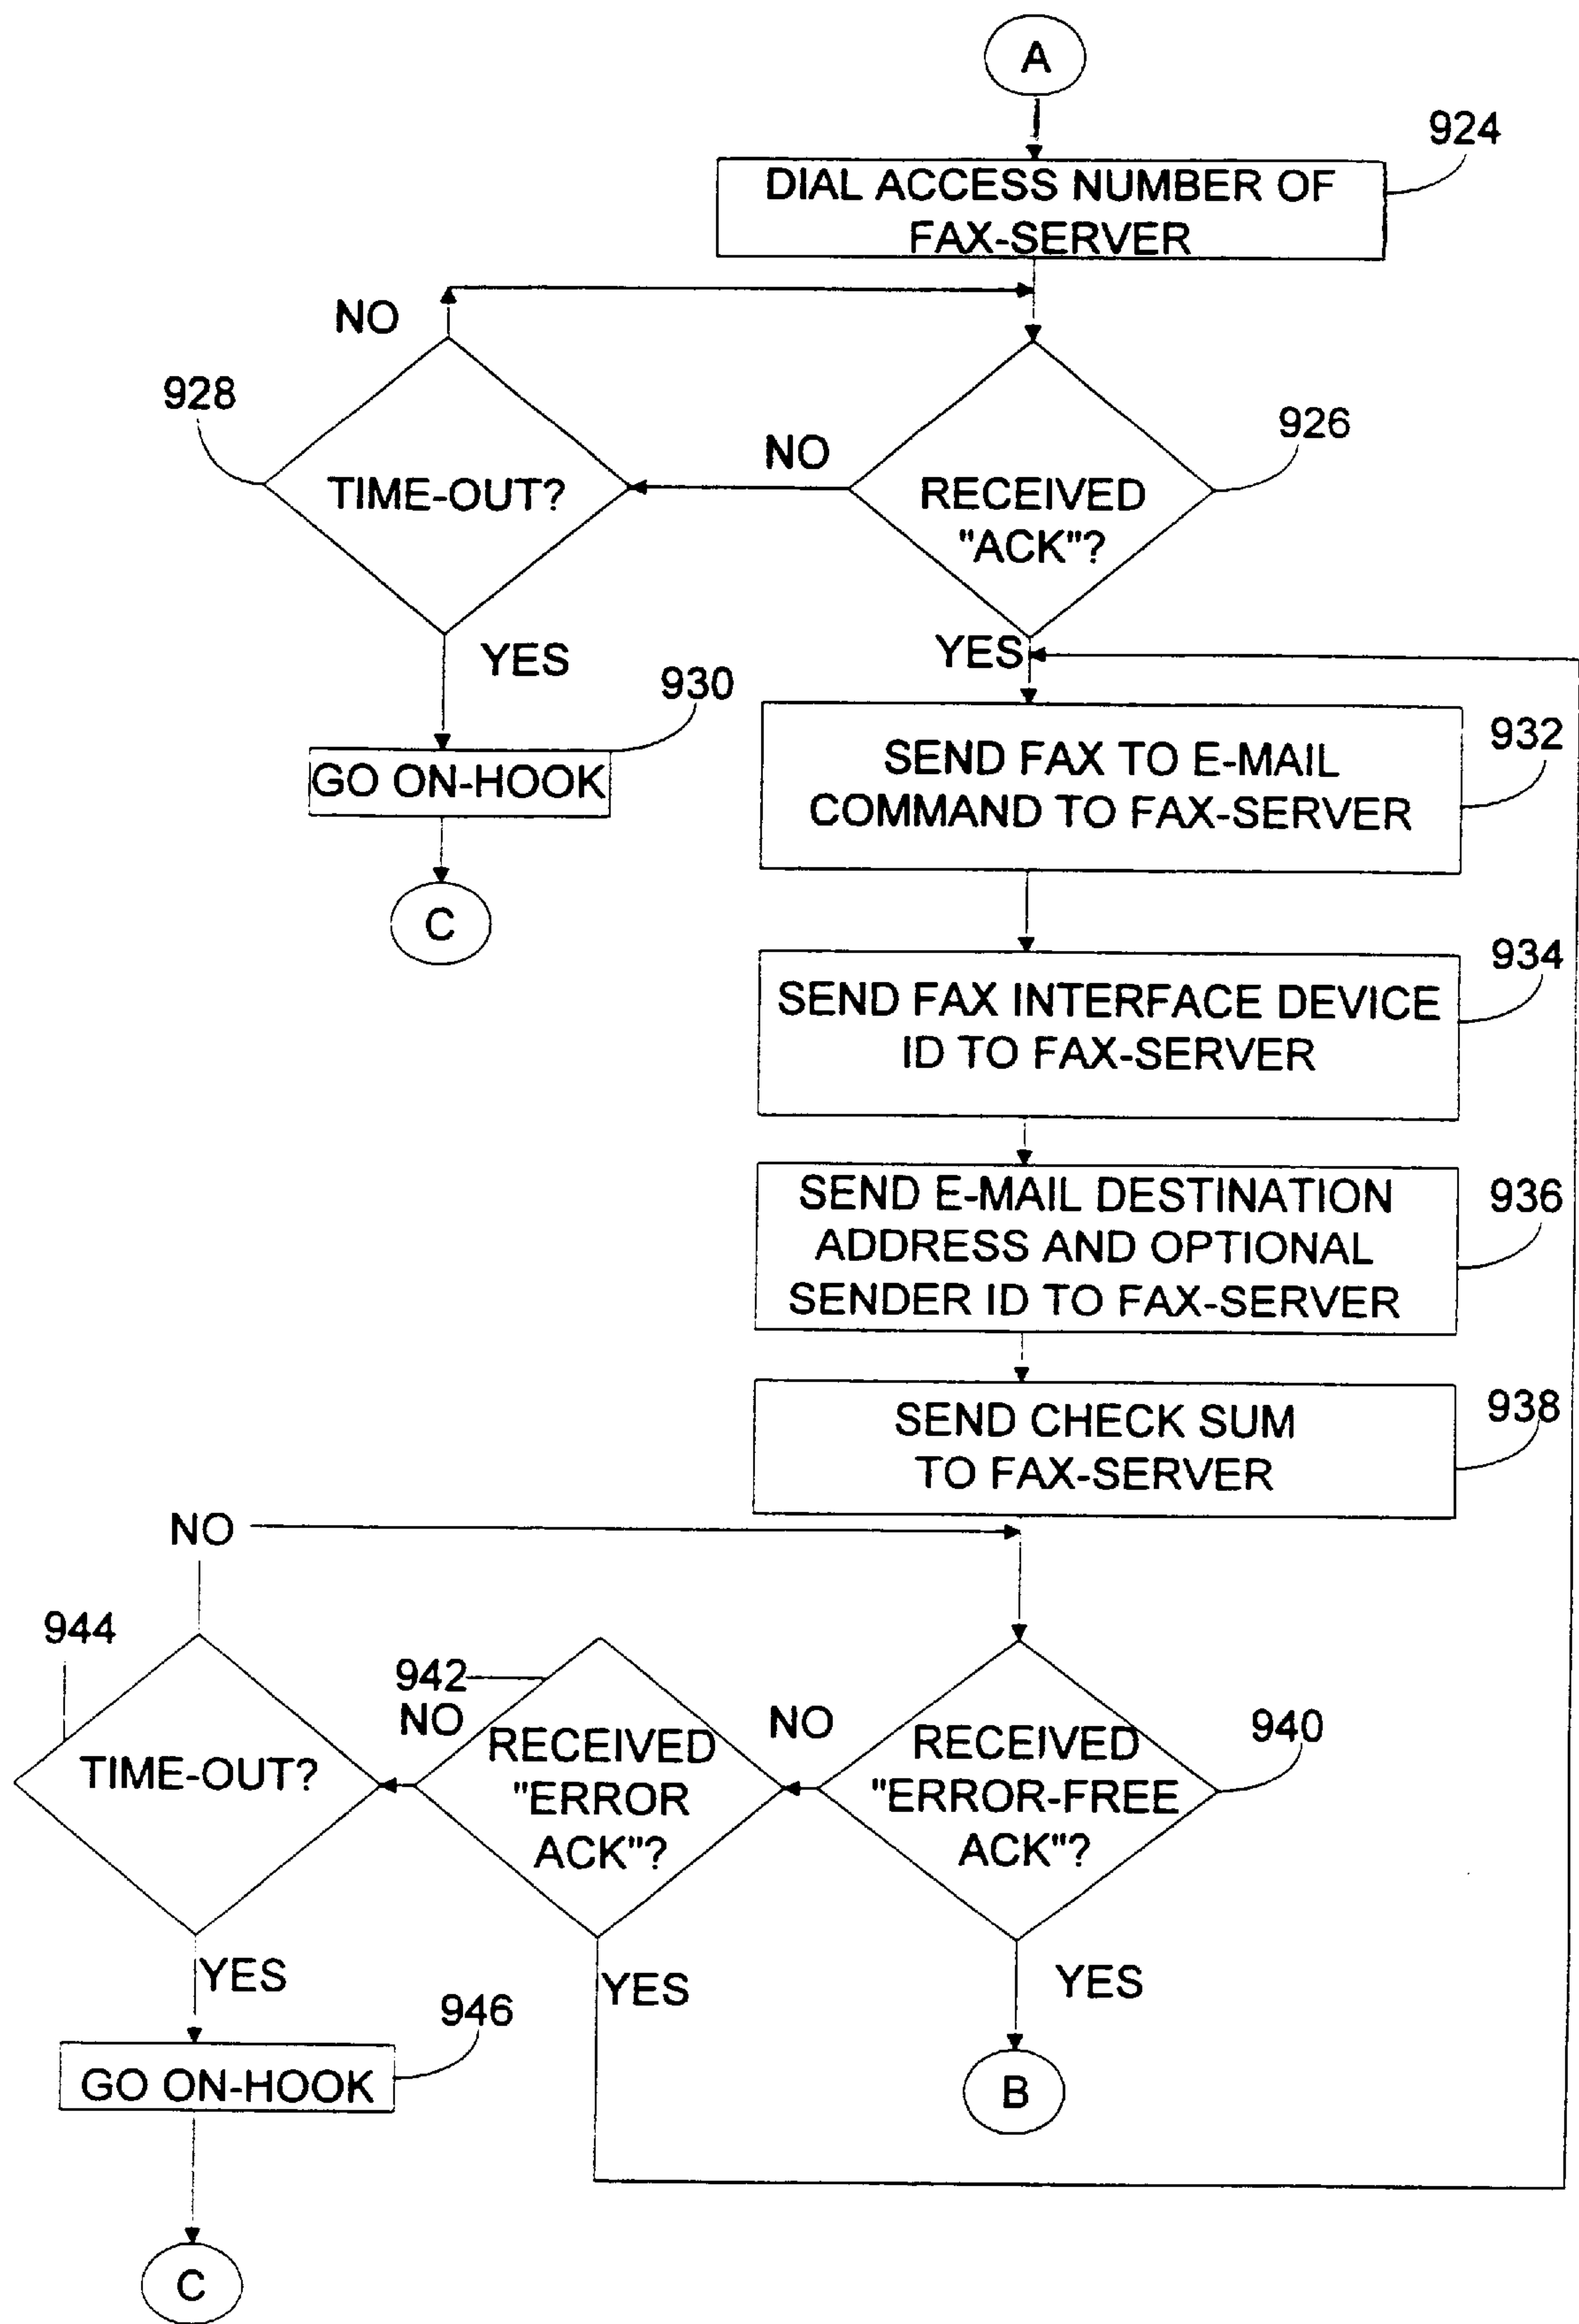 A
924
DIAL ACCESS NUMBER OF
FAX-SERVER
NO
928
926
NO
TIME-OUT?
RECEIVED
"ACK"?
YES
YES
930
932
GO ON-HOOK
SEND FAX TO E-MAIL
COMMAND TO FAX-SERVER
C
934
SEND FAX INTERFACE DEVICE
ID TO FAX-SERVER
936
SEND E-MAIL DESTINATION
ADDRESS AND OPTIONAL
SENDER ID TO FAX-SERVER
938
SEND CHECK SUM
TO FAX-SERVER
NO
944
942
NO
NO
940
TIME-OUT?
RECEIVED
"ERROR
ACK"?
RECEIVED
"ERROR-FREE
ACK"?
YES
YES
YES
946
GO ON-HOOK
B
C